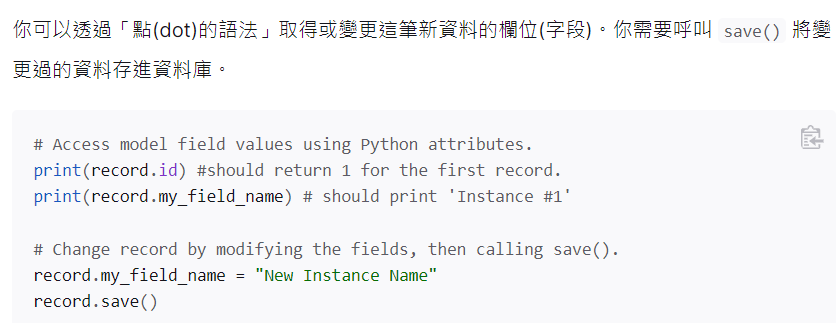 你可以透過「點(dot)的語法」取得或變更這筆新資料的欄位(字段)。你需要呼叫 save() 將變
更過的資料存進資料庫。
# Access model field values using Python attributes.
print(record.id) #should return 1 for the first record.
print(record.my_field_name) # should print 'Instance #1'
# Change record by modifying the fields, then calling save().
record.my_field_name = "New Instance Name"
record.save()